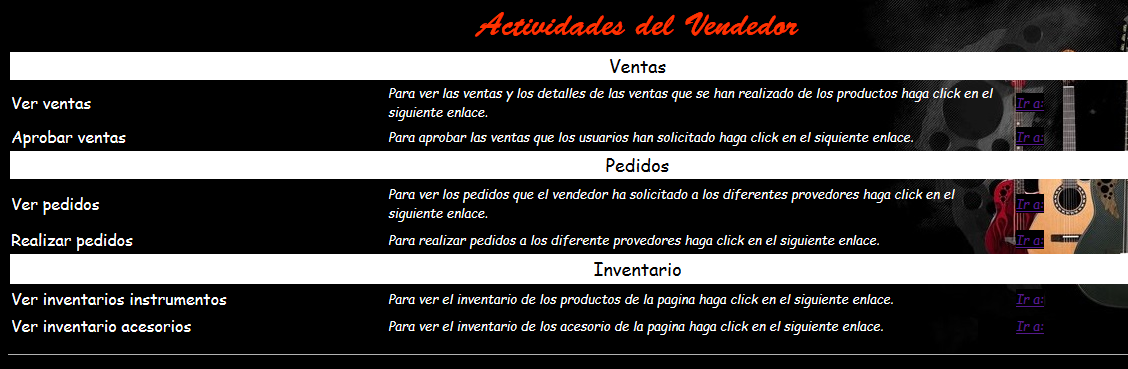 Actividades del Vendedor
Ventas
Ver ventas
Para ver las ventas y los detalles de las ventas que se han realizado de los productos haga click en el
siguiente enlace.
Ir a:
Aprobar ventas
Para aprobar las ventas que los usuarios han solicitado haga click en el siguiente enlace.
Ir a:
Pedidos
Ver pedidos
Para ver los pedidos que el vendedor ha solicitado a los diferentes provedores haga click en el
siguiente enlace.
Ir a:
Realizar pedidos
Para realizar pedidos a los diferente provedores haga click en el siguiente enlace.
Ir a:
Inventario
Ver inventarios instrumentos
Para ver el inventario de los productos de la pagina haga click en el siguiente enlace.
Ir a:
Ver inventario acesorios
Para ver el inventario de los acesorio de la pagina haga click en el siguiente enlace.
Ir a: